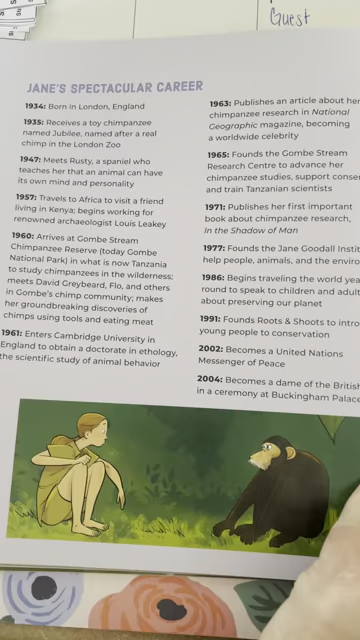 Guest
JANE'S SPECTACULAR CAREER
1934: Born in London, England
1935: Receives a toy chimpanzee
named Jubilee, named after a real
chimp in the London Zoo
1947: Meets Rusty, a spaniel who
teaches her that an animal can have
its own mind and personality
1957: Travels to Africa to visit a friend
living in Kenya; begins working for
renowned archaeologist Louis Leakey
1960: Arrives at Gombe Stream
Chimpanzee Reserve (today Gombe
National Park) in what is now Tanzania
to study chimpanzees in the wilderness;
meets David Greybeard, Flo, and others
in Gombe's chimp community; makes
her groundbreaking discoveries of
chimps using tools and eating meat
1961: Enters Cambridge University in
England to obtain a doctorate in ethology,
the scientific study of animal behavior
1963: Publishes an article about her
chimpanzee research in National
Geographic magazine, becoming
a worldwide celebrity
1965: Founds the Gombe Stream
Research Centre to advance her
chimpanzee studies, support conser
and train Tanzanian scientists
1971: Publishes her first important
book about chimpanzee research,
In the Shadow of Man
1977: Founds the Jane Goodall Instit
help people, animals, and the enviro
1986: Begins traveling the world yea
round to speak to children and adult
about preserving our planet
1991: Founds Roots & Shoots to intro
young people to conservation
2002: Becomes a United Nations
Messenger of Peace
2004: Becomes a dame of the British
in a ceremony at Buckingham Palace